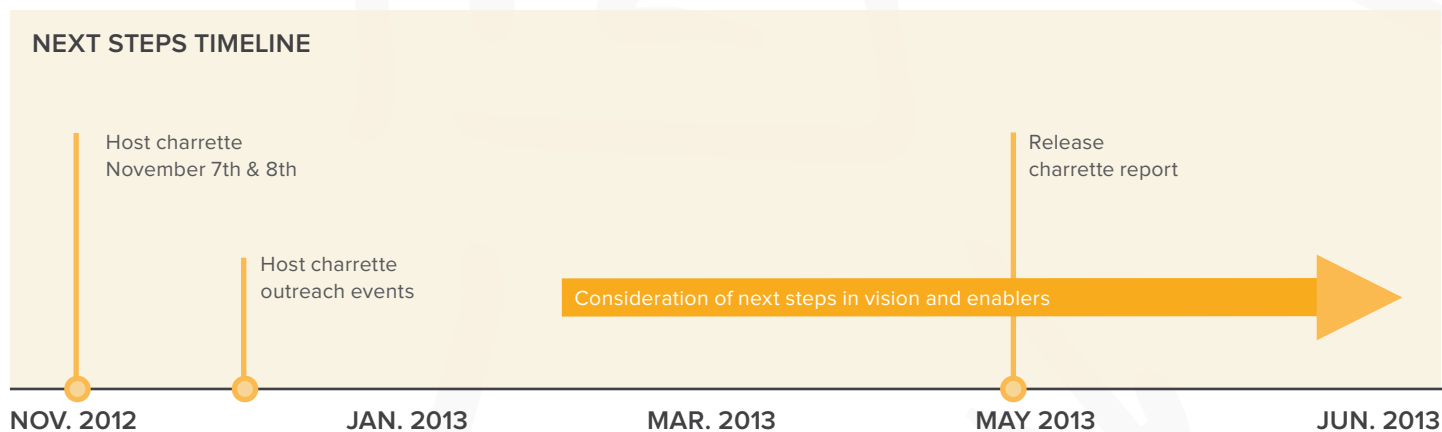 NEXT STEPS TIMELINE
Host charrette
November 7th & 8th
Release
charrette report
Host charrette
outreach events
Consideration of next steps in vision and enablers
NOV. 2012
JAN. 2013
MAR. 2013
MAY 2013
JUN. 2013